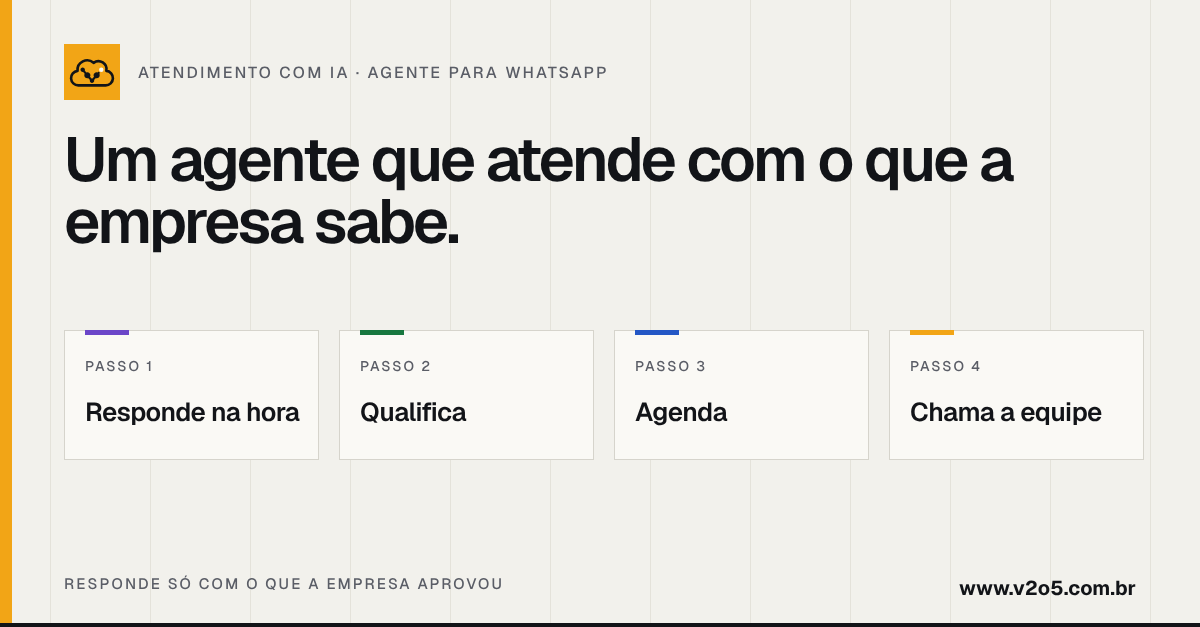 ATENDIMENTO COM IA · AGENTE PARA WHATSAPP
Um agente que atende com o que a
empresa sabe.
PASSO 1
Responde na hora
PASSO 2
Qualifica
PASSO 3
Agenda
PASSO 4
Chama a equipe
RESPONDE SÓ COM O QUE A EMPRESA APROVOU
www.v2o5.com.br